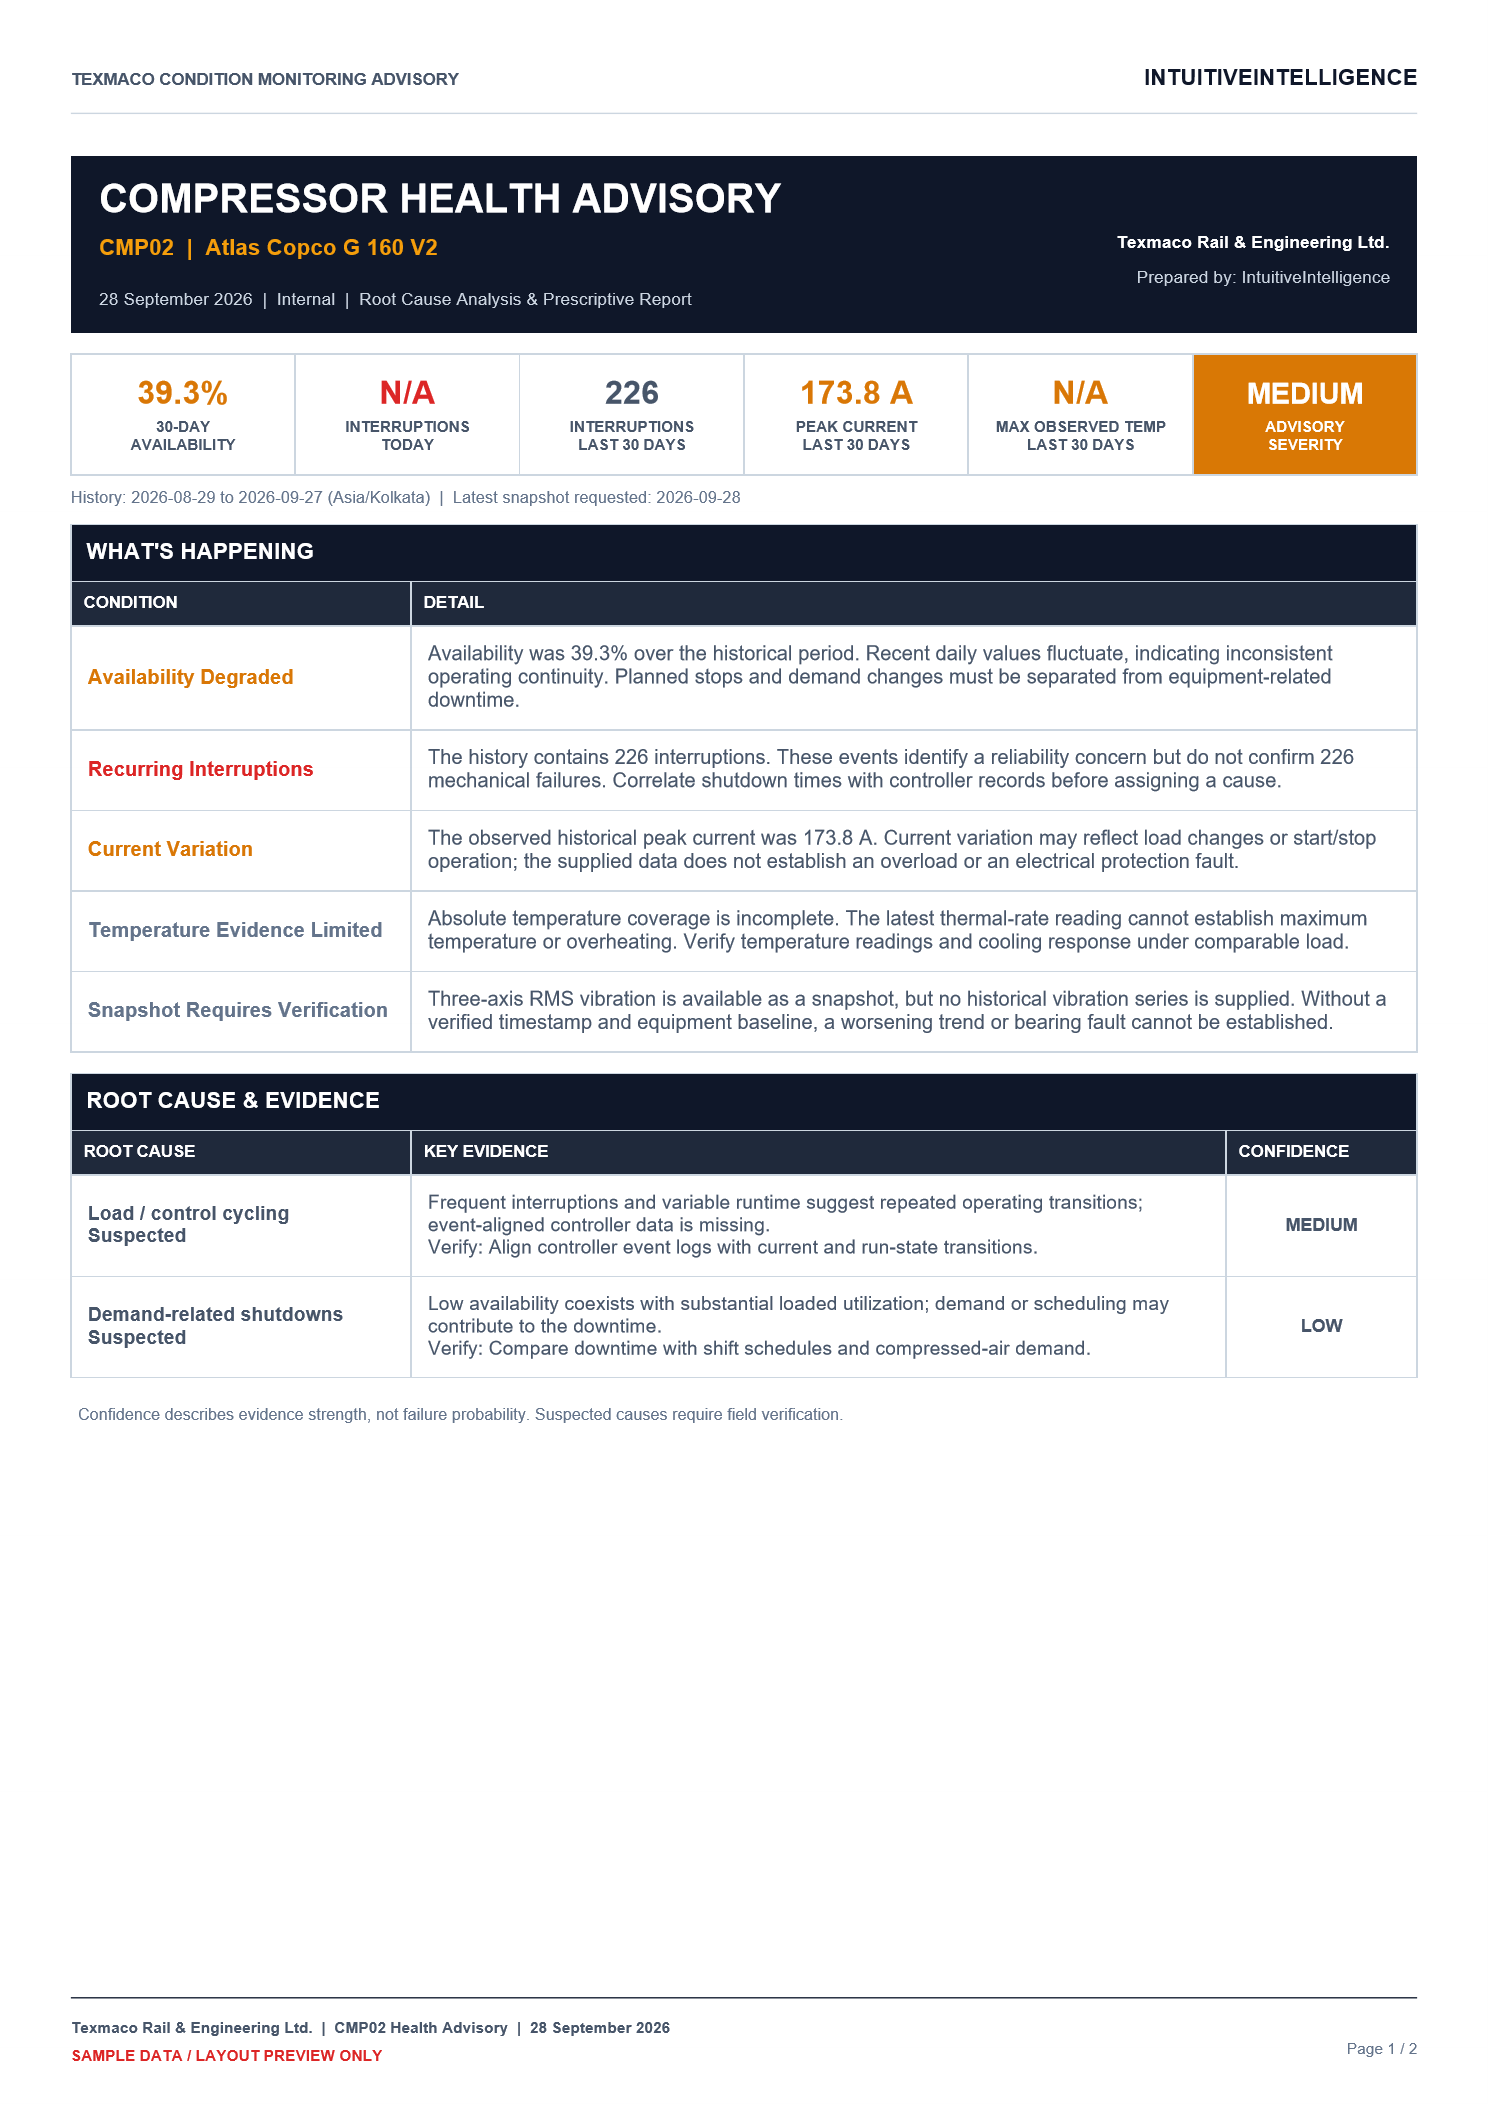 TEXMACO CONDITION MONITORING ADVISORY
INTUITIVEINTELLIGENCE
COMPRESSOR HEALTH ADVISORY
CMP02 | Atlas Copco G 160 V2
28 September 2026 | Internal | Root Cause Analysis & Prescriptive Report
Texmaco Rail & Engineering Ltd.
Prepared by: IntuitiveIntelligence
39.3%
30-DAY
AVAILABILITY
N/A
INTERRUPTIONS
TODAY
226
INTERRUPTIONS
LAST 30 DAYS
173.8 A
PEAK CURRENT
LAST 30 DAYS
N/A
MAX OBSERVED TEMP
LAST 30 DAYS
MEDIUM
ADVISORY
SEVERITY
History: 2026-08-29 to 2026-09-27 (Asia/Kolkata) | Latest snapshot requested: 2026-09-28
WHAT'S HAPPENING
CONDITION
DETAIL
Availability Degraded
Availability was 39.3% over the historical period. Recent daily values fluctuate, indicating inconsistent
operating continuity. Planned stops and demand changes must be separated from equipment-related
downtime.
Recurring Interruptions
The history contains 226 interruptions. These events identify a reliability concern but do not confirm 226
mechanical failures. Correlate shutdown times with controller records before assigning a cause.
Current Variation
The observed historical peak current was 173.8 A. Current variation may reflect load changes or start/stop
operation; the supplied data does not establish an overload or an electrical protection fault.
Temperature Evidence Limited
Absolute temperature coverage is incomplete. The latest thermal-rate reading cannot establish maximum
temperature or overheating. Verify temperature readings and cooling response under comparable load.
Snapshot Requires Verification
Three-axis RMS vibration is available as a snapshot, but no historical vibration series is supplied. Without a
verified timestamp and equipment baseline, a worsening trend or bearing fault cannot be established.
ROOT CAUSE & EVIDENCE
ROOT CAUSE
KEY EVIDENCE
CONFIDENCE
Load / control cycling
Suspected
Frequent interruptions and variable runtime suggest repeated operating transitions;
event-aligned controller data is missing.
Verify: Align controller event logs with current and run-state transitions.
MEDIUM
Demand-related shutdowns
Suspected
Low availability coexists with substantial loaded utilization; demand or scheduling may
contribute to the downtime.
Verify: Compare downtime with shift schedules and compressed-air demand.
LOW
Confidence describes evidence strength, not failure probability. Suspected causes require field verification.
Texmaco Rail & Engineering Ltd. | CMP02 Health Advisory | 28 September 2026
SAMPLE DATA / LAYOUT PREVIEW ONLY
Page 1 / 2